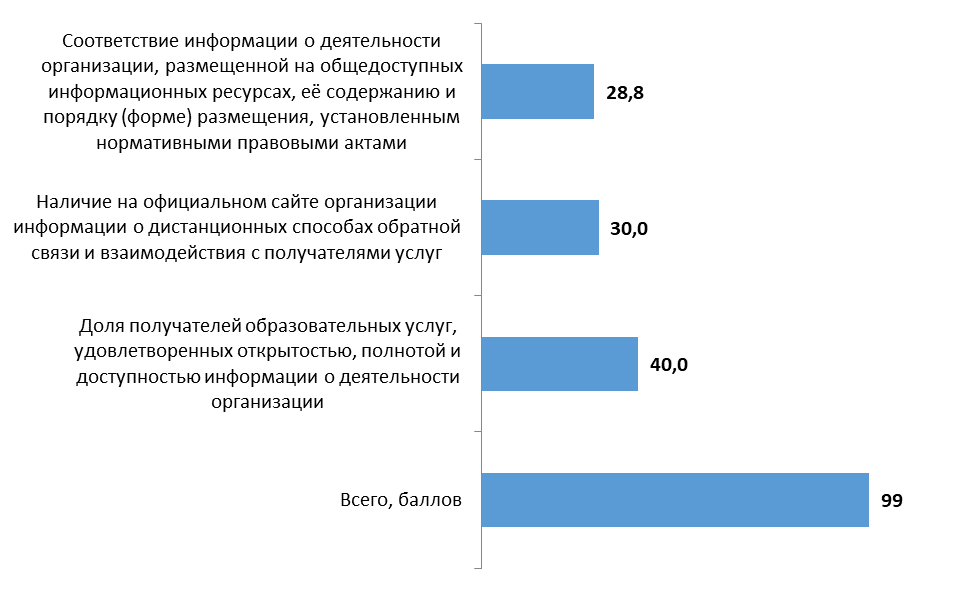 Соответствие информации о деятельности
организации, размещенной на общедоступных
информационных ресурсах, её содержанию и
порядку (форме) размещения, установленным
нормативными правовыми актами
28,8
Наличие на официальном сайте организации
информации о дистанционных способах обратной
связи и взаимодействия с получателями услуг
30,0
Доля получателей образовательных услуг,
удовлетворенных открытостью, полнотой и
доступностью информации о деятельности
организации
40,0
Всего, баллов
99